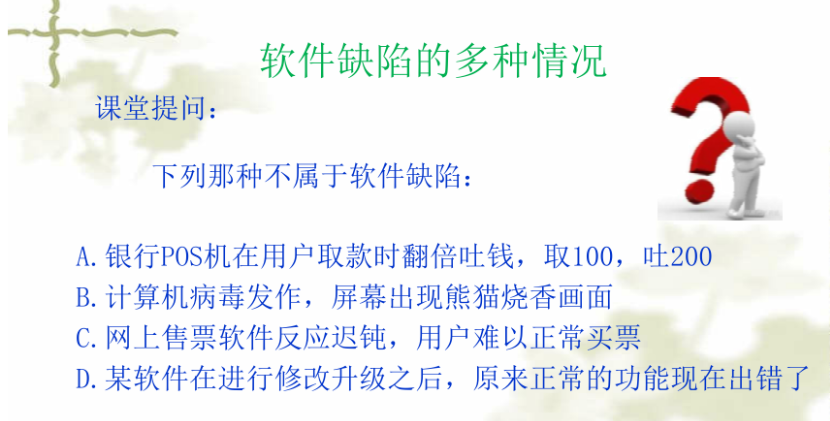 软件缺陷的多种情况
课堂提问：
下列那种不属于软件缺陷：
A.银行POS机在用户取款时翻倍吐钱，取100，吐200
B.计算机病毒发作，屏幕出现熊猫烧香画面
C.网上售票软件反应迟钝，用户难以正常买票
D.某软件在进行修改升级之后，原来正常的功能现在出错了